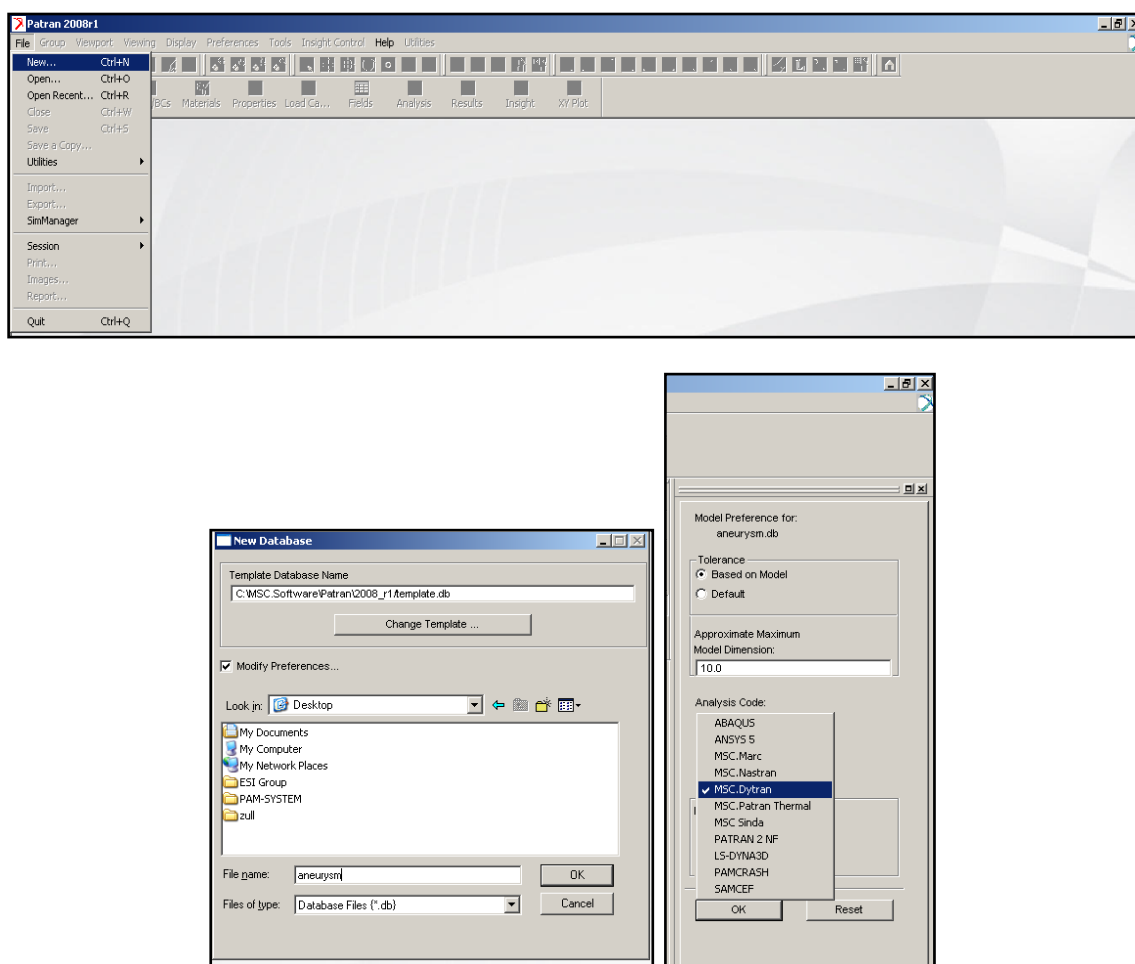 Patran 2008r1
File Group Viewport Viewing Display Preferences Tools Insight Control Help Utilities
New... Ctrl+N
Open... Ctrl+O
Open Recent... Ctrl+R
/BCs Materials Properties Load Ca... Fields Analysis Results Insight XY Plot
Close Ctrl+W
Save Ctrl+S
Save a Copy...
Utilities
Import...
Export...
SimManager
Session
Print...
Images...
Report...
Quit Ctrl+Q
New Database
Template Database Name
C:\MSC.Software\Patran\2008_r1/template.db
Change Template ...
Modify Preferences...
Look in: Desktop
My Documents
My Computer
My Network Places
ESI Group
PAM-SYSTEM
zull
File name: aneurysm OK
Files of type: Database Files (*.db) Cancel
Model Preference for:
aneurysm.db
Tolerance
Based on Model
Default
Approximate Maximum
Model Dimension:
10.0
Analysis Code:
ABAQUS
ANSYS 5
MSC.Marc
MSC.Nastran
MSC.Dytran
MSC.Patran Thermal
MSC Sinda
PATRAN 2 NF
LS-DYNA3D
PAMCRASH
SAMCEF
OK Reset